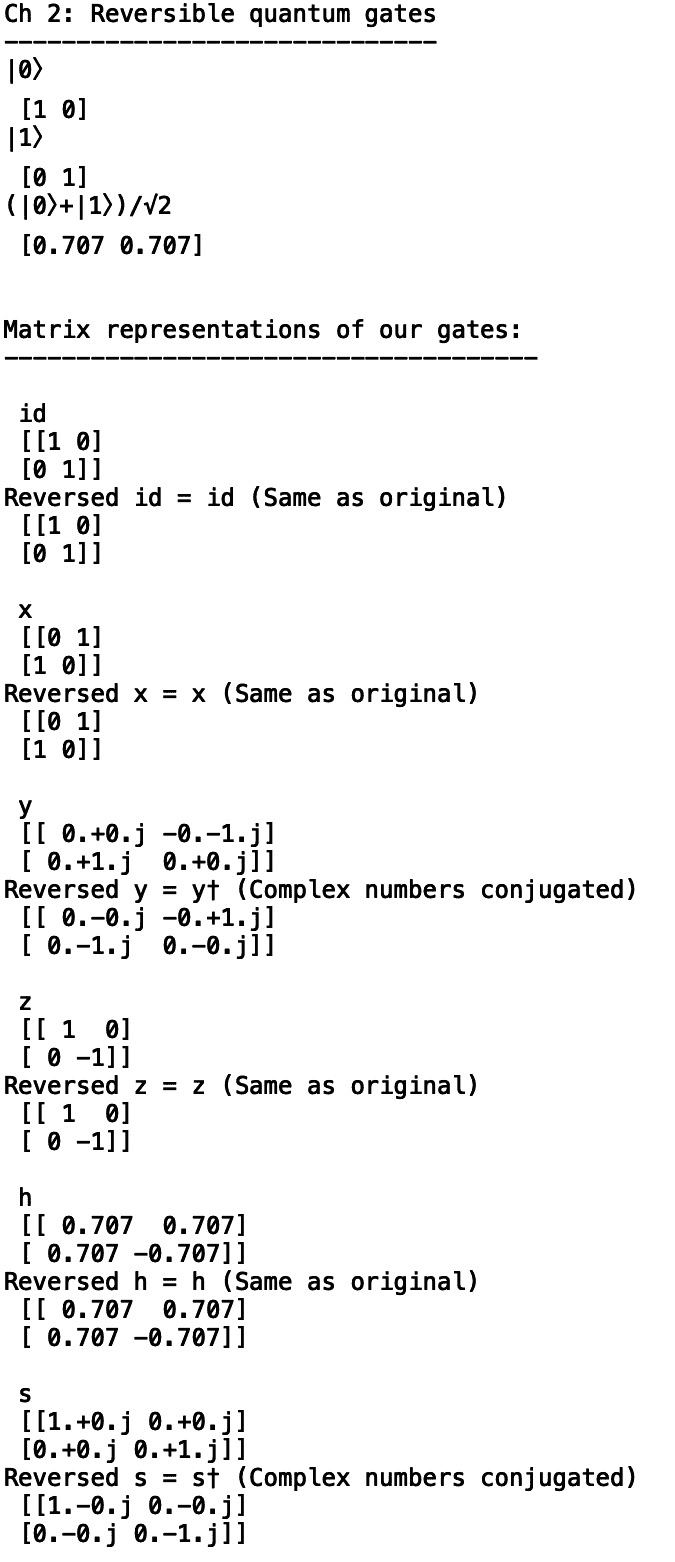 Ch 2: Reversible quantum gates
------------------------------
|0⟩
[1 0]
|1⟩
[0 1]
(|0⟩+|1⟩)/√2
[0.707 0.707]
Matrix representations of our gates:
-------------------------------------
id
[[1 0]
[0 1]]
Reversed id = id (Same as original)
[[1 0]
[0 1]]
x
[[0 1]
[1 0]]
Reversed x = x (Same as original)
[[0 1]
[1 0]]
y
[[ 0.+0.j -0.-1.j]
[ 0.+1.j  0.+0.j]]
Reversed y = y† (Complex numbers conjugated)
[[ 0.-0.j -0.+1.j]
[ 0.-1.j  0.-0.j]]
z
[[ 1  0]
[ 0 -1]]
Reversed z = z (Same as original)
[[ 1  0]
[ 0 -1]]
h
[[ 0.707  0.707]
[ 0.707 -0.707]]
Reversed h = h (Same as original)
[[ 0.707  0.707]
[ 0.707 -0.707]]
s
[[1.+0.j 0.+0.j]
[0.+0.j 0.+1.j]]
Reversed s = s† (Complex numbers conjugated)
[[1.-0.j 0.-0.j]
[0.-0.j 0.-1.j]]